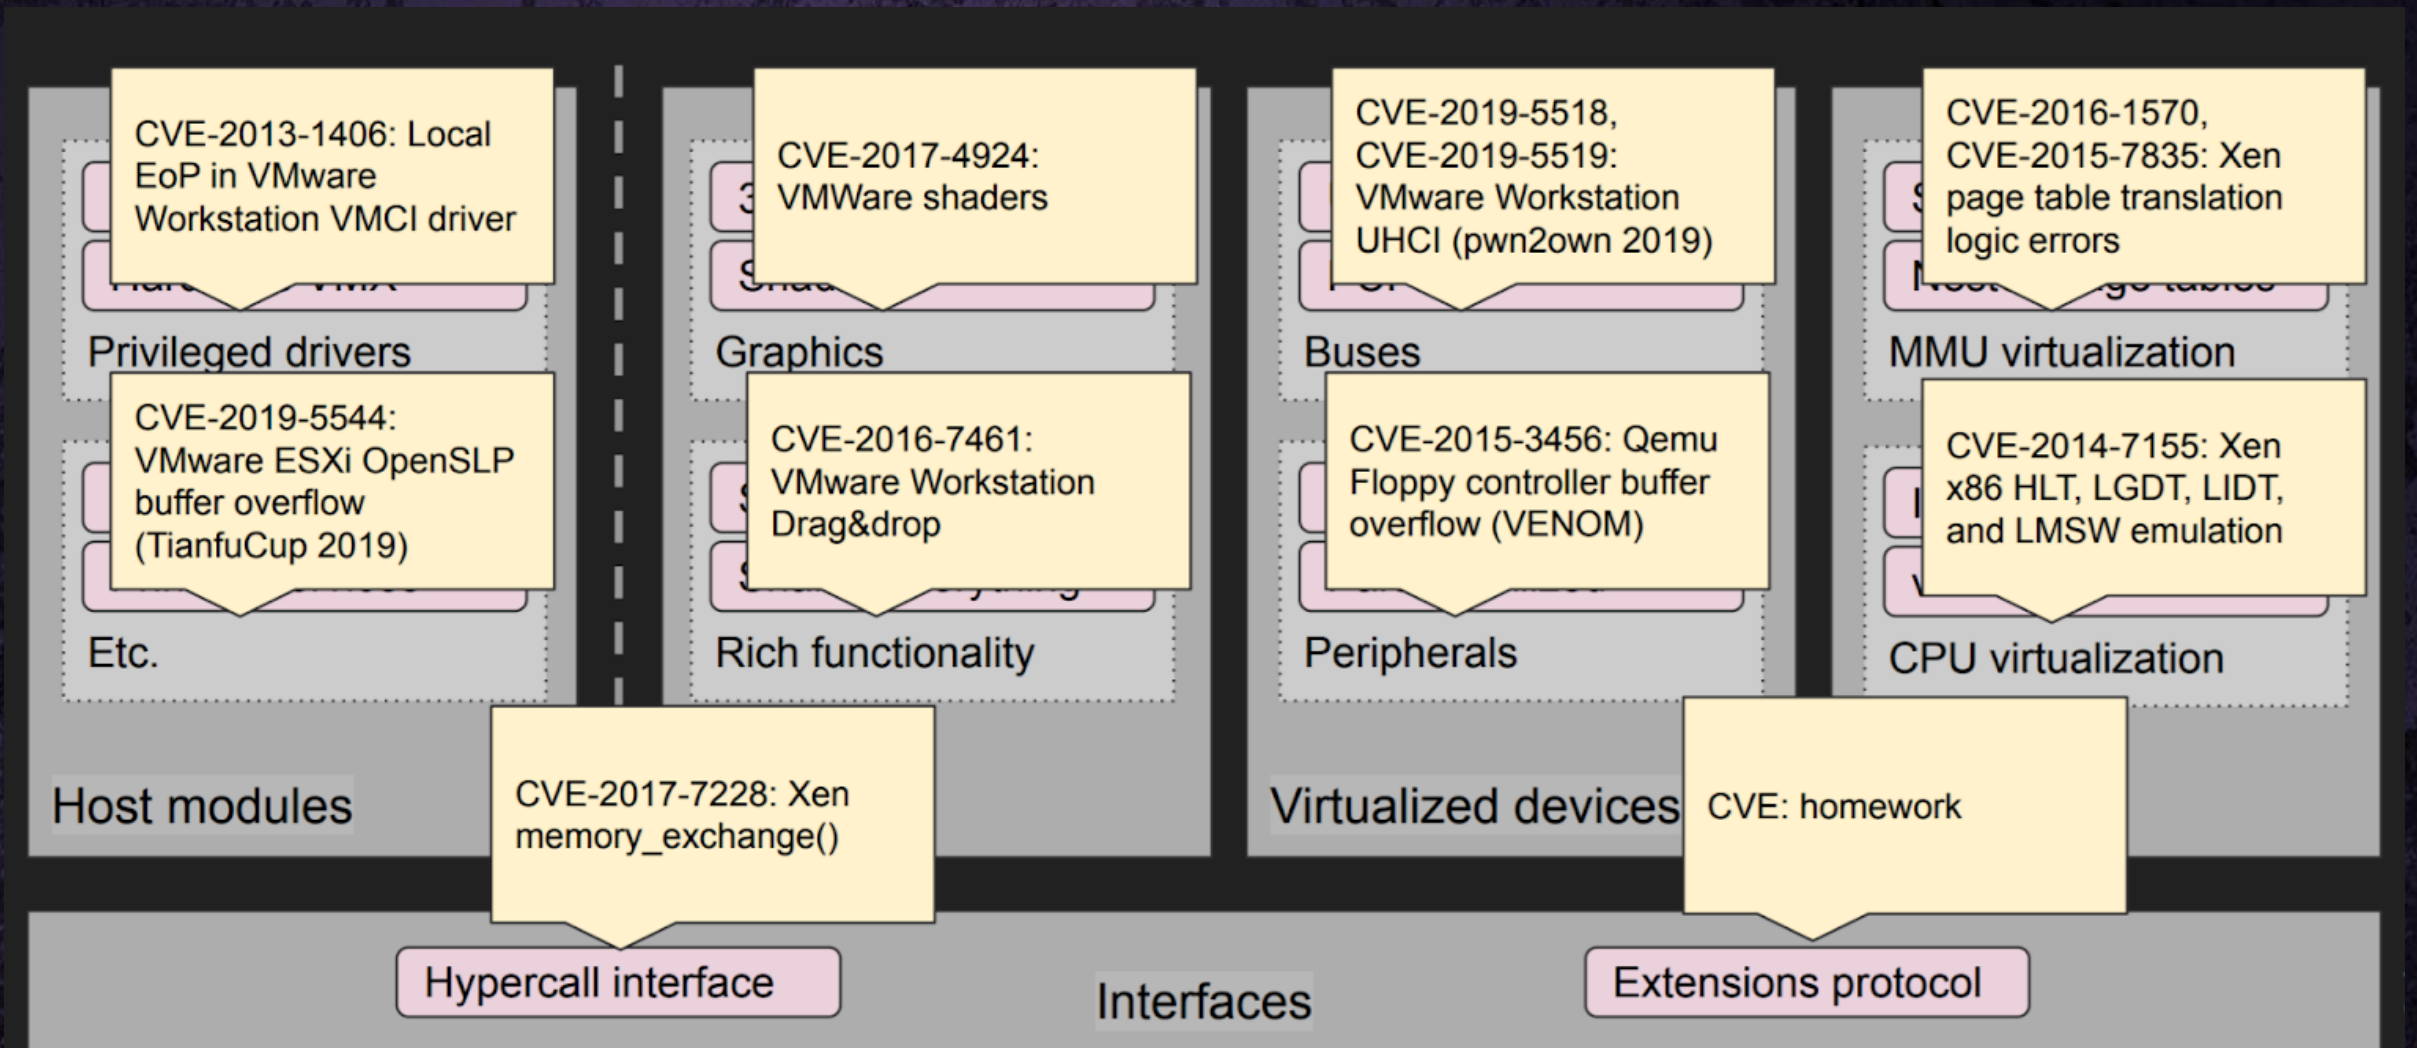 CVE-2013-1406: Local
EoP in VMware
Workstation VMCI driver
Privileged drivers
CVE-2019-5544:
VMware ESXi OpenSLP
buffer overflow
(TianfuCup 2019)
Etc.
Host modules
CVE-2017-4924:
VMWare shaders
Graphics
CVE-2016-7461:
VMware Workstation
Drag&drop
Rich functionality
CVE-2017-7228: Xen
memory_exchange()
CVE-2019-5518,
CVE-2019-5519:
VMware Workstation
UHCI (pwn2own 2019)
Buses
CVE-2015-3456: Qemu
Floppy controller buffer
overflow (VENOM)
Peripherals
Virtualized devices
CVE-2016-1570,
CVE-2015-7835: Xen
page table translation
logic errors
MMU virtualization
CVE-2014-7155: Xen
x86 HLT, LGDT, LIDT,
and LMSW emulation
CPU virtualization
CVE: homework
Hypercall interface
Interfaces
Extensions protocol